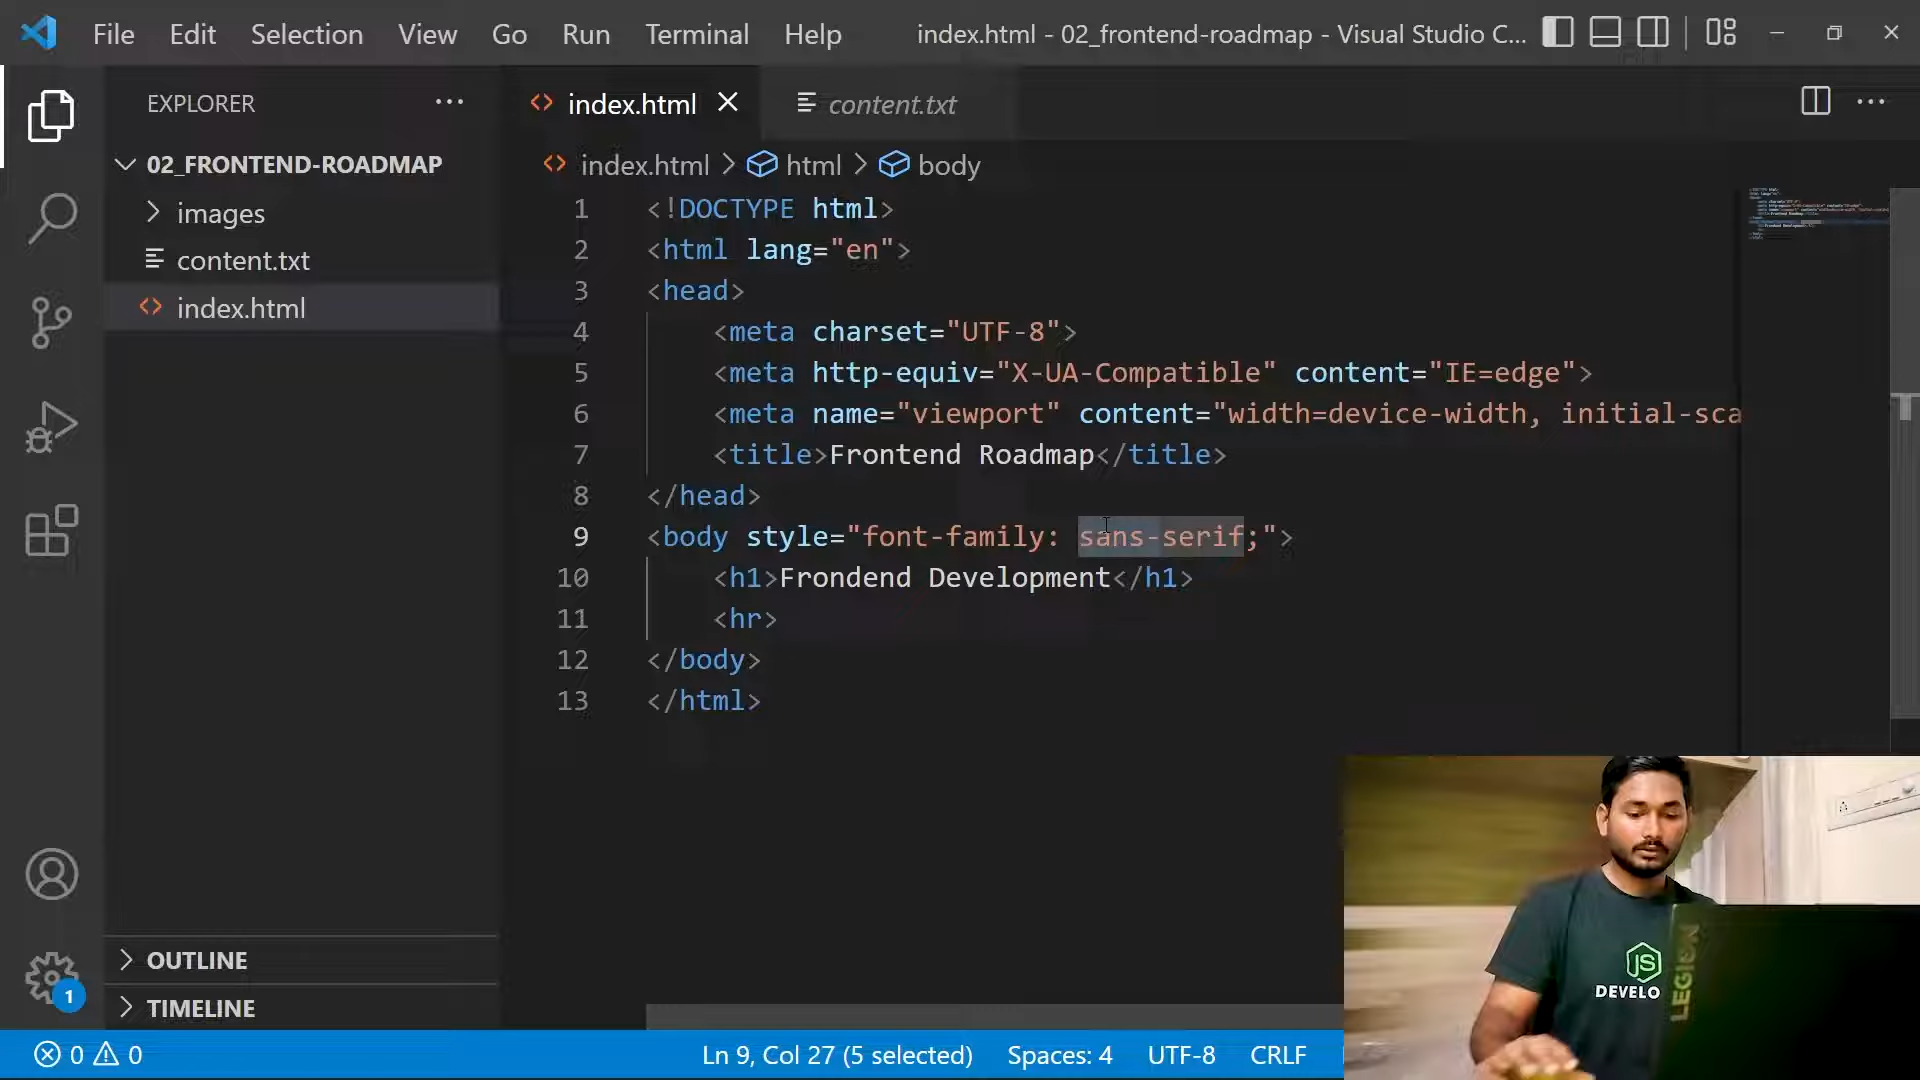 File Edit Selection View Go Run Terminal Help index.html - 02_frontend-roadmap - Visual Studio C...
EXPLORER
02_FRONTEND-ROADMAP
images
content.txt
index.html
OUTLINE
TIMELINE
1
index.html content.txt
index.html > html > body
1 <!DOCTYPE html>
2 <html lang="en">
3 <head>
4 <meta charset="UTF-8">
5 <meta http-equiv="X-UA-Compatible" content="IE=edge">
6 <meta name="viewport" content="width=device-width, initial-sca
7 <title>Frontend Roadmap</title>
8 </head>
9 <body style="font-family: sans-serif;">
10 <h1>Frondend Development</h1>
11 <hr>
12 </body>
13 </html>
JS
DEVELO
LEGION
0 0 Ln 9, Col 27 (5 selected) Spaces: 4 UTF-8 CRLF